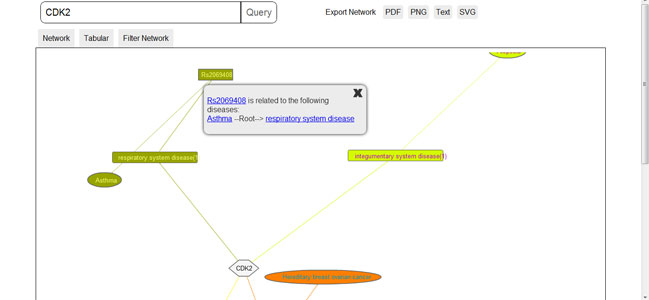 CDK2
Query
Export Network
PDF
PNG
Text
SVG
Network
Tabular
Filter Network
Rs2069408
X
Rs2069408 is related to the following
diseases:
Asthma --Root--> respiratory system disease
respiratory system disease(1
integumentary system disease(1)
Asthma
CDK2
Hereditary breast ovarian cancer